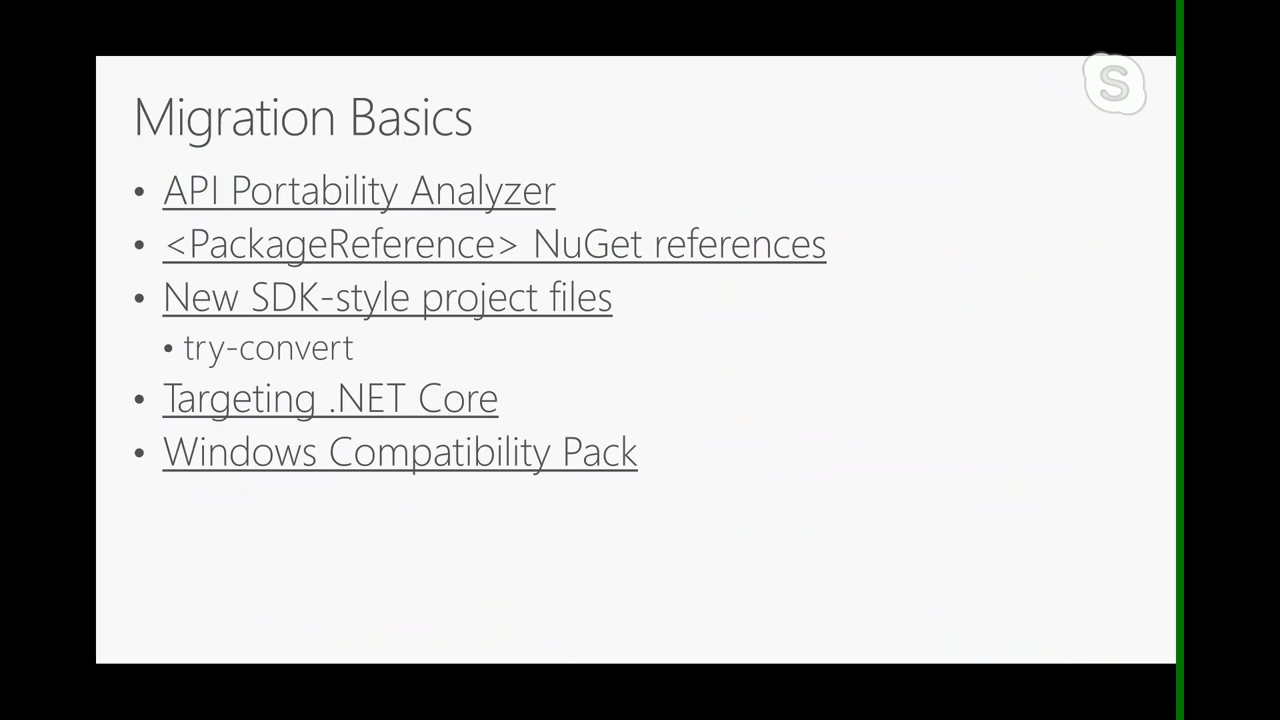 S
Migration Basics
• API Portability Analyzer
• <PackageReference> NuGet references
• New SDK-style project files
• try-convert
• Targeting .NET Core
• Windows Compatibility Pack